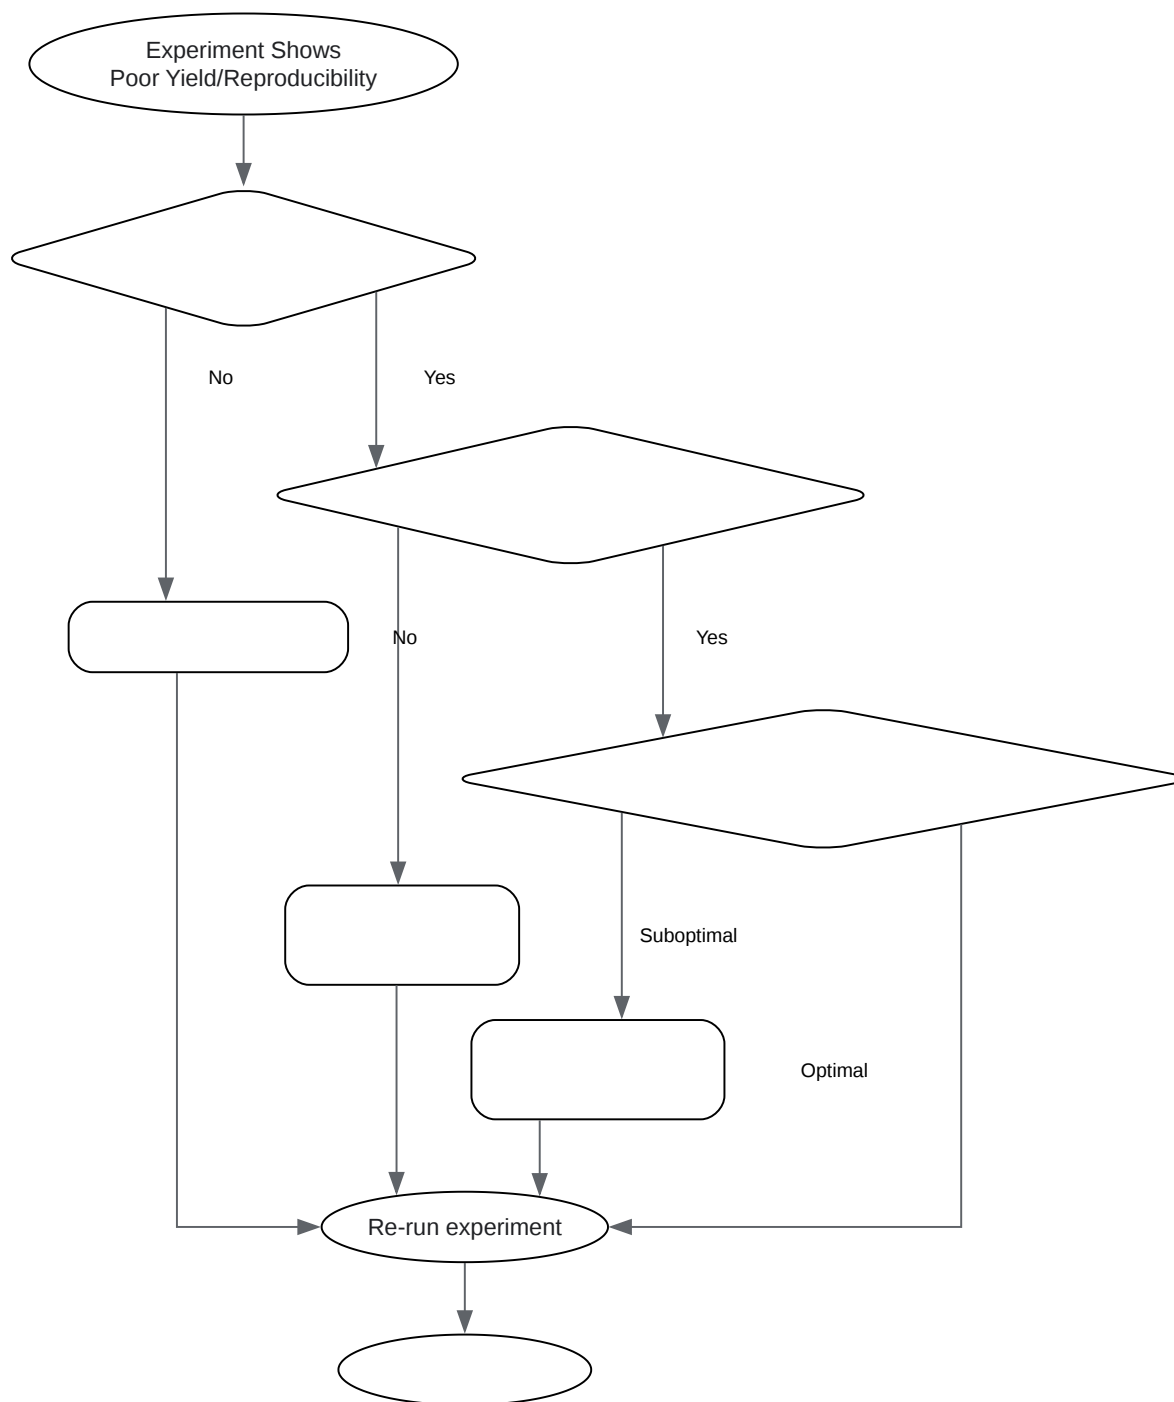 Experiment Shows
Poor Yield/Reproducibility
No
Yes
No
Yes
Suboptimal
Optimal
Re-run experiment